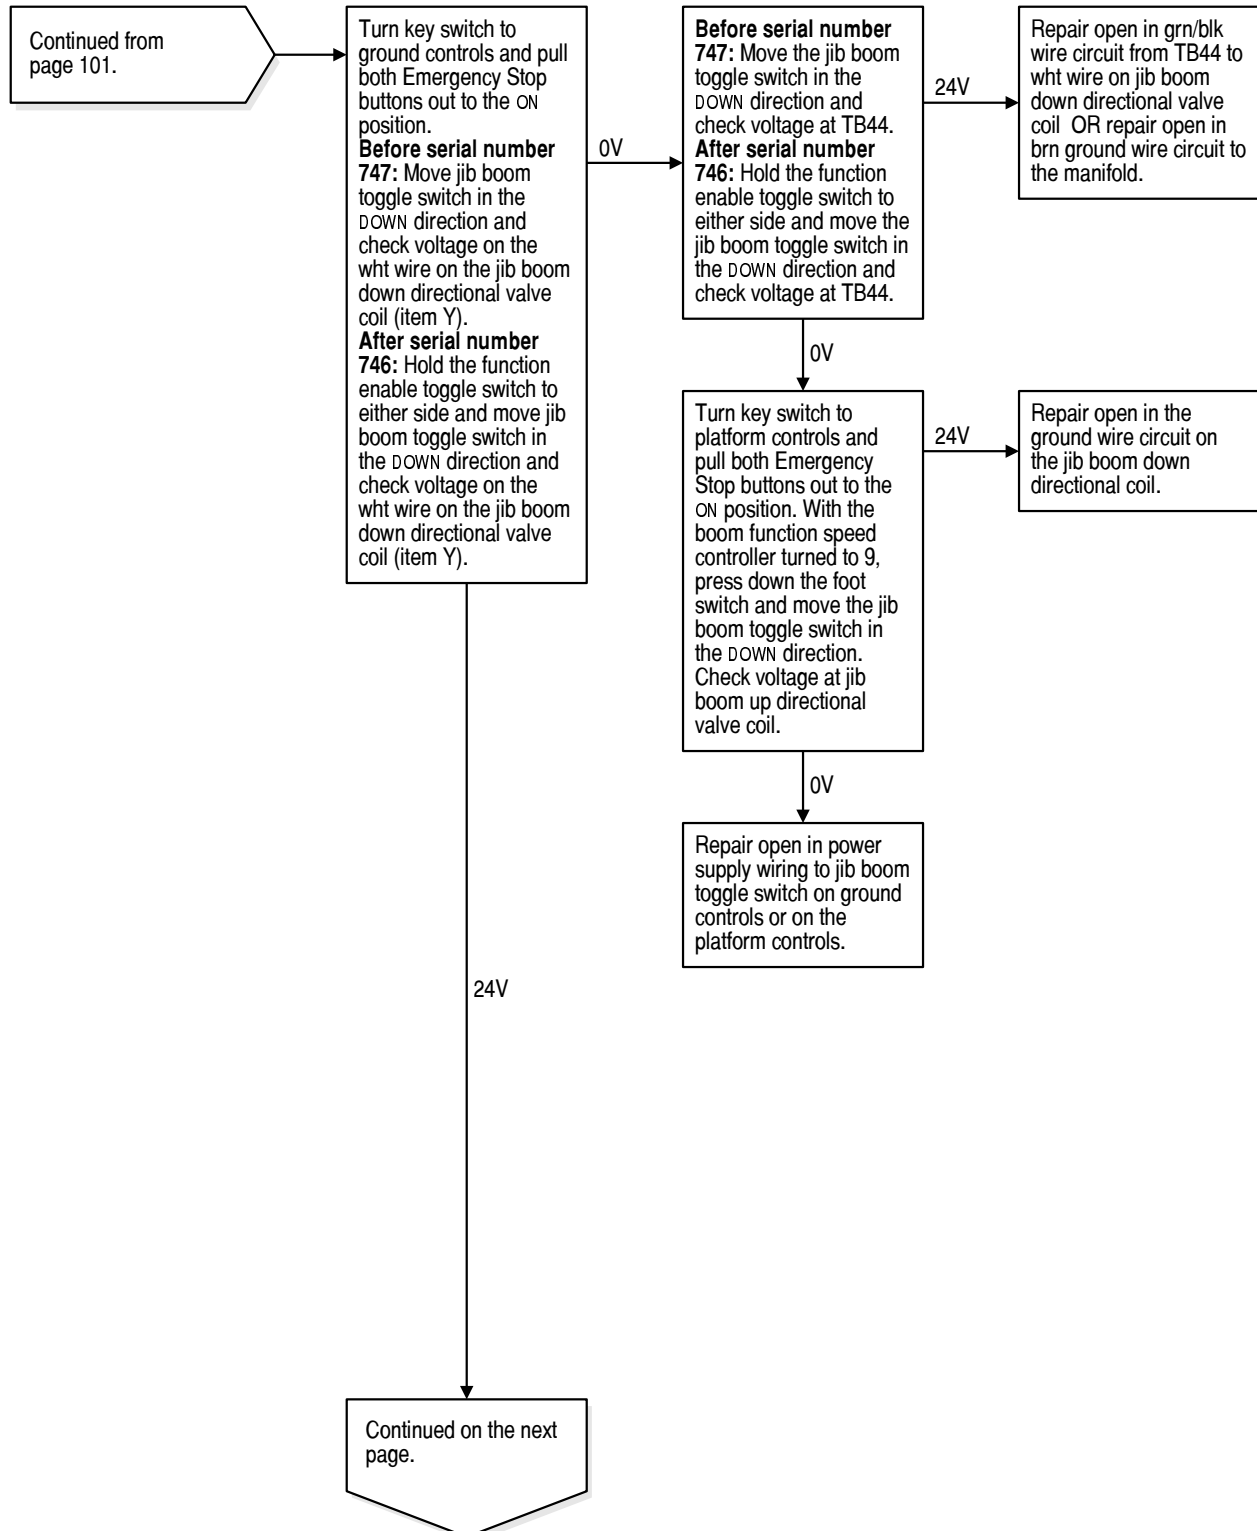 Continued from
page 101.
Turn key switch to
ground controls and pull
both Emergency Stop
buttons out to the ON
position.
Before serial number
747: Move jib boom
toggle switch in the
DOWN direction and
check voltage on the
wht wire on the jib boom
down directional valve
coil (item Y).
After serial number
746: Hold the function
enable toggle switch to
either side and move jib
boom toggle switch in
the DOWN direction and
check voltage on the
wht wire on the jib boom
down directional valve
coil (item Y).
0V
Before serial number
747: Move the jib boom
toggle switch in the
DOWN direction and
check voltage at TB44.
After serial number
746: Hold the function
enable toggle switch to
either side and move the
jib boom toggle switch in
the DOWN direction and
check voltage at TB44.
24V
Repair open in grn/blk
wire circuit from TB44 to
wht wire on jib boom
down directional valve
coil OR repair open in
brn ground wire circuit to
the manifold.
0V
Turn key switch to
platform controls and
pull both Emergency
Stop buttons out to the
ON position. With the
boom function speed
controller turned to 9,
press down the foot
switch and move the jib
boom toggle switch in
the DOWN direction.
Check voltage at jib
boom up directional
valve coil.
24V
Repair open in the
ground wire circuit on
the jib boom down
directional coil.
0V
Repair open in power
supply wiring to jib boom
toggle switch on ground
controls or on the
platform controls.
24V
Continued on the next
page.